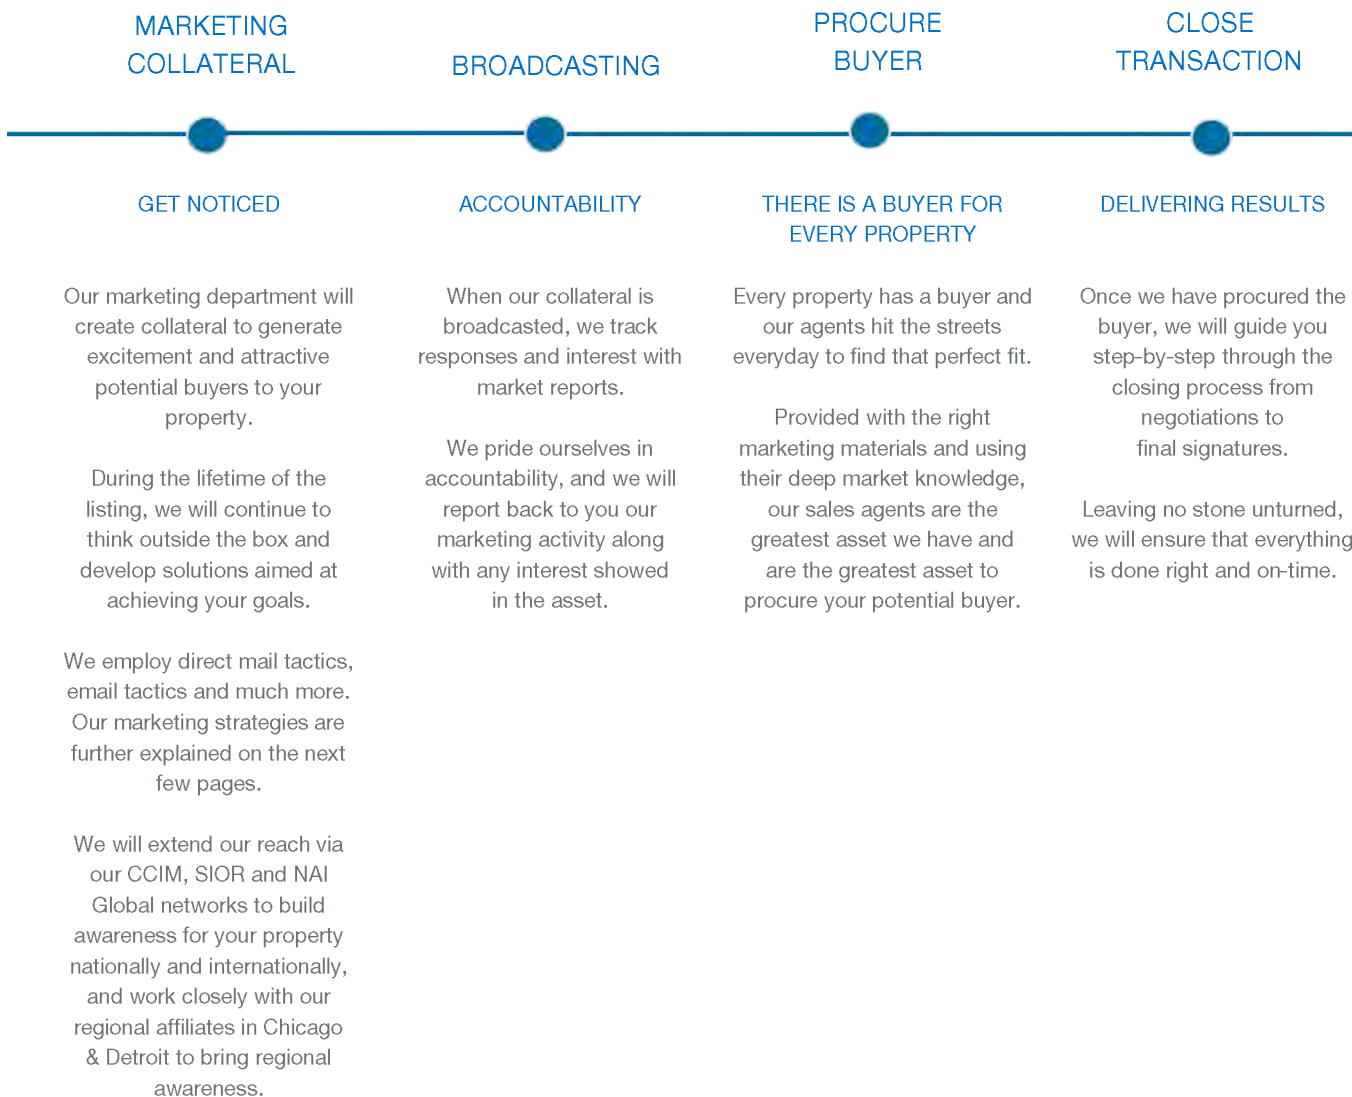 MARKETING
COLLATERAL
GET NOTICED
Our marketing department will
create collateral to generate
excitement and attractive
potential buyers to your
property.
During the lifetime of the
listing, we will continue to
think outside the box and
develop solutions aimed at
achieving your goals.
We employ direct mail tactics,
email tactics and much more.
Our marketing strategies are
further explained on the next
few pages.
We will extend our reach via
our CCIM, SIOR and NAI
Global networks to build
awareness for your property
nationally and internationally,
and work closely with our
regional affiliates in Chicago
& Detroit to bring regional
awareness.
BROADCASTING
ACCOUNTABILITY
When our collateral is
broadcasted, we track
responses and interest with
market reports.
We pride ourselves in
accountability, and we will
report back to you our
marketing activity along
with any interest showed
in the asset.
PROCURE
BUYER
THERE IS A BUYER FOR
EVERY PROPERTY
Every property has a buyer and
our agents hit the streets
everyday to find that perfect fit.
Provided with the right
marketing materials and using
their deep market knowledge,
our sales agents are the
greatest asset we have and
are the greatest asset to
procure your potential buyer.
CLOSE
TRANSACTION
DELIVERING RESULTS
Once we have procured the
buyer, we will guide you
step-by-step through the
closing process from
negotiations to
final signatures.
Leaving no stone unturned,
we will ensure that everything
is done right and on-time.